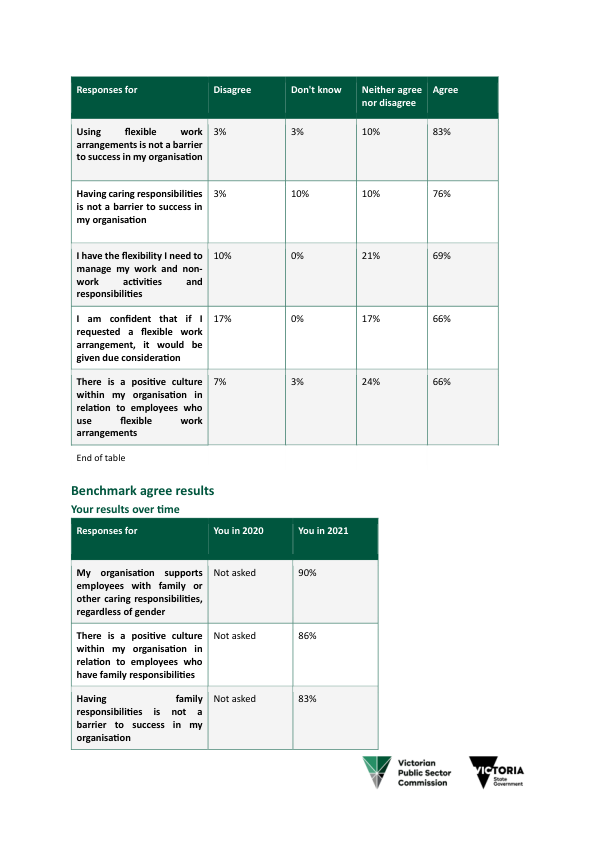 Responses for Disagree Don't know Neither agree nor disagree Agree
Using flexible work 3% 3% 10% 83%
arrangements is not a barrier
to success in my organisation
Having caring responsibilities 3% 10% 10% 76%
is not a barrier to success in
my organisation
I have the flexibility I need to 10% 0% 21% 69%
manage my work and non-
work activities and
responsibilities
I am confident that if I 17% 0% 17% 66%
requested a flexible work
arrangement, it would be
given due consideration
There is a positive culture 7% 3% 24% 66%
within my organisation in
relation to employees who
use flexible work
arrangements
End of table
Benchmark agree results
Your results over time
Responses for You in 2020 You in 2021
My organisation supports Not asked 90%
employees with family or
other caring responsibilities,
regardless of gender
There is a positive culture Not asked 86%
within my organisation in
relation to employees who
have family responsibilities
Having family Not asked 83%
responsibilities is not a
barrier to success in my
organisation
Victorian
Public Sector
Commission
VICTORIA
State
Government